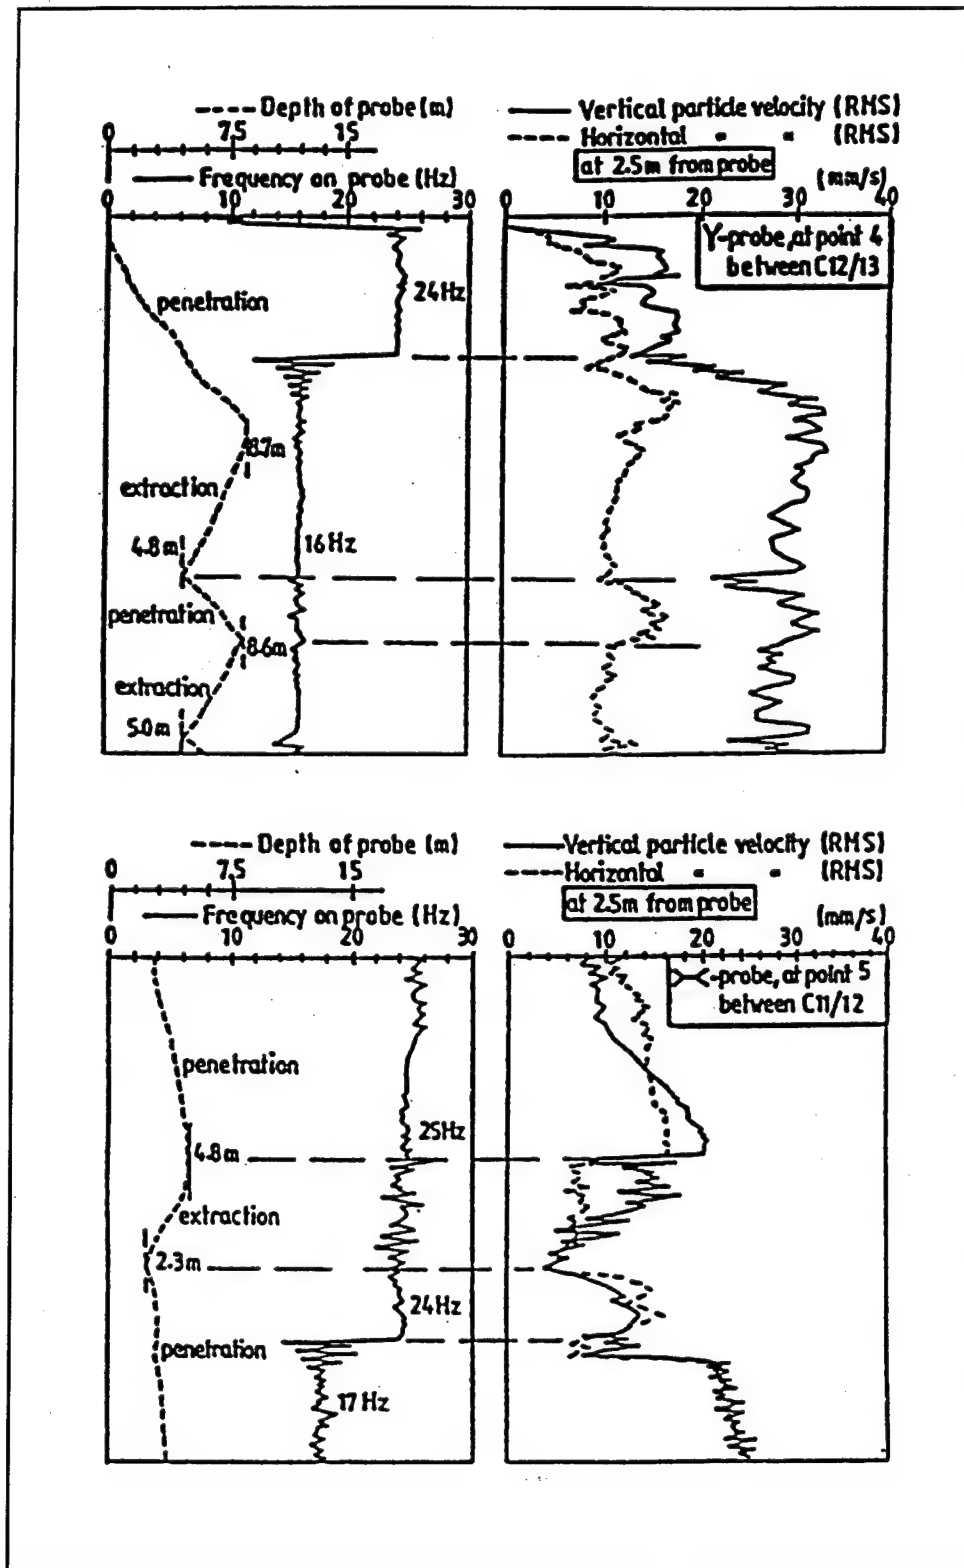 ---- Depth of probe (m)
0 7.5 15
Frequency on probe (Hz)
0 10 20 30
penetration
24Hz
8.7m
extraction
4.8m
16Hz
penetration
8.6m
extraction
5.0m
Vertical particle velocity (RMS)
---- Horizontal " " (RMS)
at 2.5m from probe
(mm/s)
0 10 20 30 40
Y-probe, at point 4
between C12/13
---- Depth of probe (m)
0 7.5 15
Frequency on probe (Hz)
0 10 20 30
penetration
25Hz
4.8m
extraction
2.3m
24Hz
penetration
17 Hz
Vertical particle velocity (RMS)
---- Horizontal " " (RMS)
at 2.5m from probe
(mm/s)
0 10 20 30 40
-probe, at point 5
between C11/12